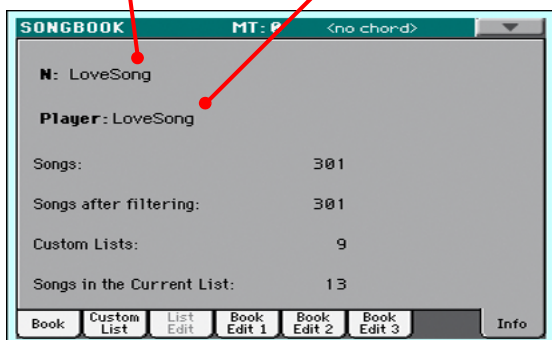 SONGBOOK MT: 0 <no chord>
N: LoveSong
Player: LoveSong
Songs: 301
Songs after filtering: 301
Custom Lists: 9
Songs in the Current List: 13
Book Custom List List Edit Book Edit 1 Book Edit 2 Book Edit 3 Info